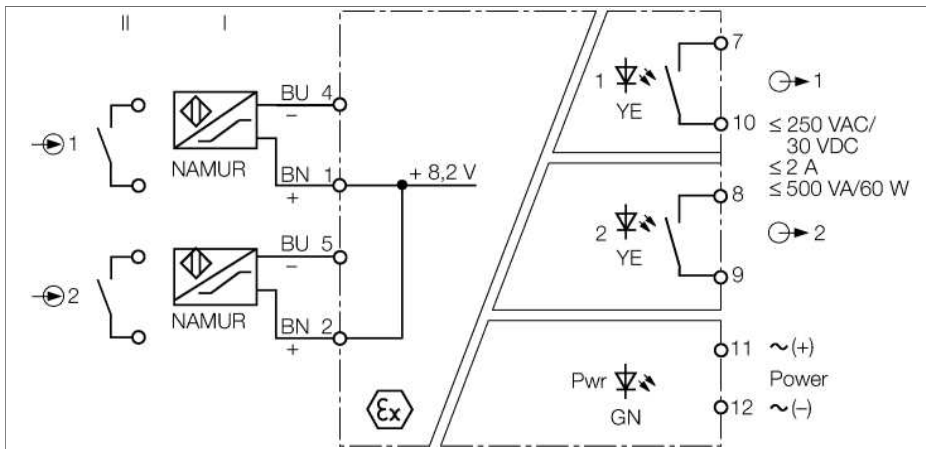 II I
BU 4
−
1
NAMUR
BN 1
+
+ 8,2 V
BU 5
−
2
NAMUR
BN 2
+
Ex
1
YE
7
1
10
≤ 250 VAC/
30 VDC
≤ 2 A
≤ 500 VA/60 W
2
YE
8
2
9
Pwr
GN
11 ~(+)
Power
12 ~(−)